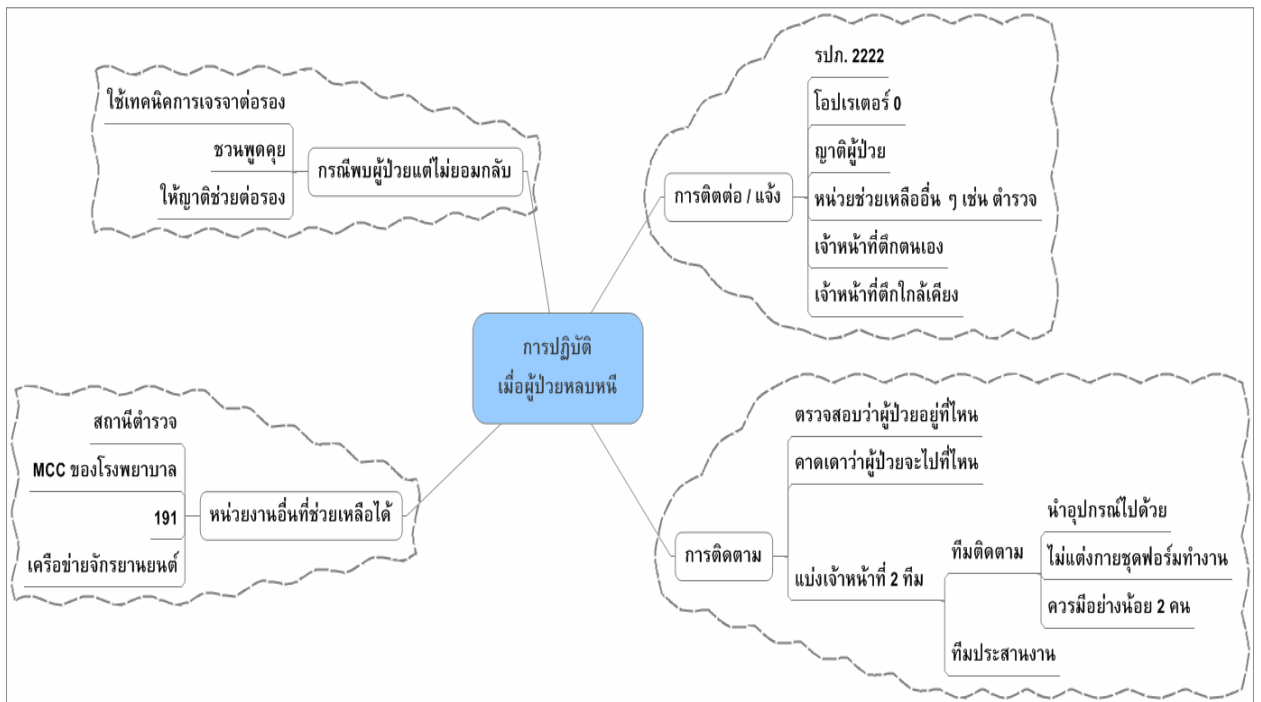 ใช้เทคนิคการเจรจาต่อรอง
ชวนพูดคุย
ให้ญาติช่วยต่อรอง
กรณีพบผู้ป่วยแต่ไม่ยอมกลับ
รปภ. 2222
โอปเรเตอร์ 0
ญาติผู้ป่วย
หน่วยช่วยเหลืออื่น ๆ เช่น ตำรวจ
เจ้าหน้าที่ตึกตนเอง
เจ้าหน้าที่ตึกใกล้เคียง
การติตต่อ / แจ้ง
การปฏิบัติ
เมื่อผู้ป่วยหลบหนี
สถานีตำรวจ
MCC ของโรงพยาบาล
191
เครือข่ายจักรยานยนต์
หน่วยงานอื่นที่ช่วยเหลือได้
การติดตาม
ตรวจสอบว่าผู้ป่วยอยู่ที่ไหน
คาดเดาว่าผู้ป่วยจะไปที่ไหน
แบ่งเจ้าหน้าที่ 2 ทีม
ทีมติดตาม
นำอุปกรณ์ไปด้วย
ไม่แต่งกายชุดฟอร์มทำงาน
ควรมีอย่างน้อย 2 คน
ทีมประสานงาน